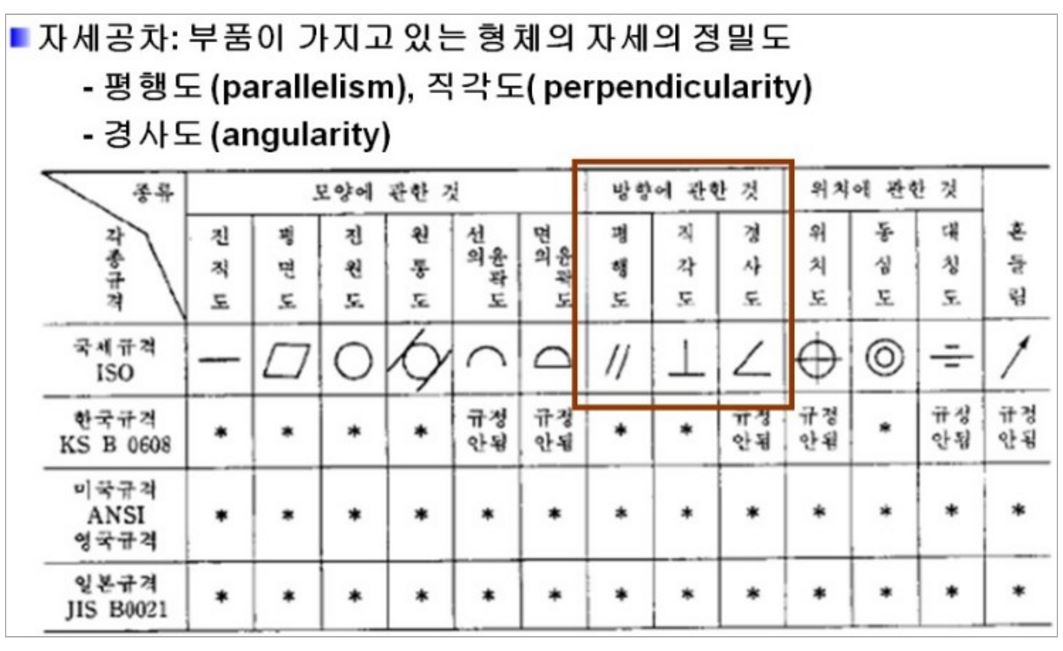 자세공차: 부품이 가지고 있는 형체의 자세의 정밀도
- 평행도 (parallelism), 직각도( perpendicularity)
- 경사도 (angularity)
종류 모양에 관한 것 방향에 관한 것 위치에 관한 것
각종규격 진직도 평면도 진원도 원통도 선의윤곽도 면의윤곽도 평행도 직각도 경사도 위치도 동심도 대칭도 흔들림
국제규격
ISO
한국규격 * * * * 규정 안됨 규정 안됨 * * 규정 안됨 규정 안됨 * 규정 안됨 규정 안됨
KS B 0608
미국규격
ANSI * * * * * * * * * * * * *
영국규격
일본규격 * * * * * * * * * * * * *
JIS B0021